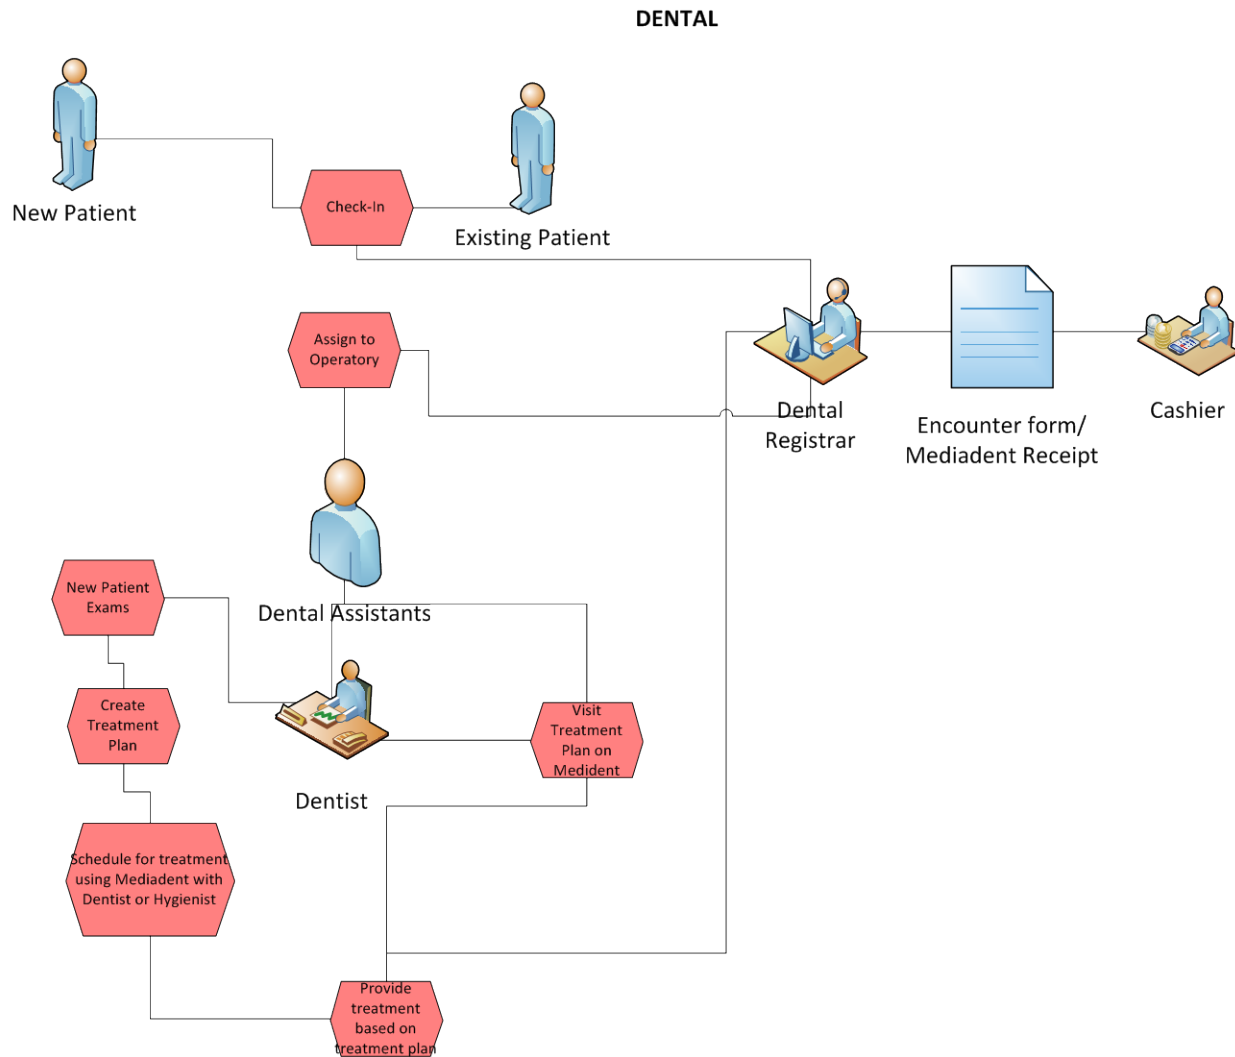 DENTAL
New Patient
Check-In
Existing Patient
Assign to
Operatory
Dental
Registrar
Encounter form/
Mediadent Receipt
Cashier
Dental Assistants
New Patient
Exams
Create
Treatment
Plan
Visit
Treatment
Plan on
Medident
Dentist
Schedule for treatment
using Mediadent with
Dentist or Hygienist
Provide
treatment
based on
treatment plan